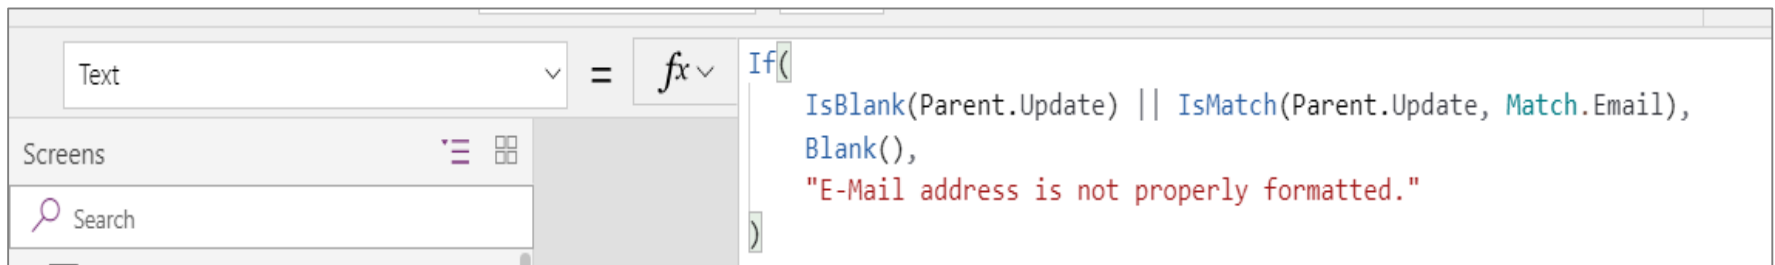 Text = fx If(
IsBlank(Parent.Update) || IsMatch(Parent.Update, Match.Email),
Blank(),
"E-Mail address is not properly formatted."
)
Screens
Search